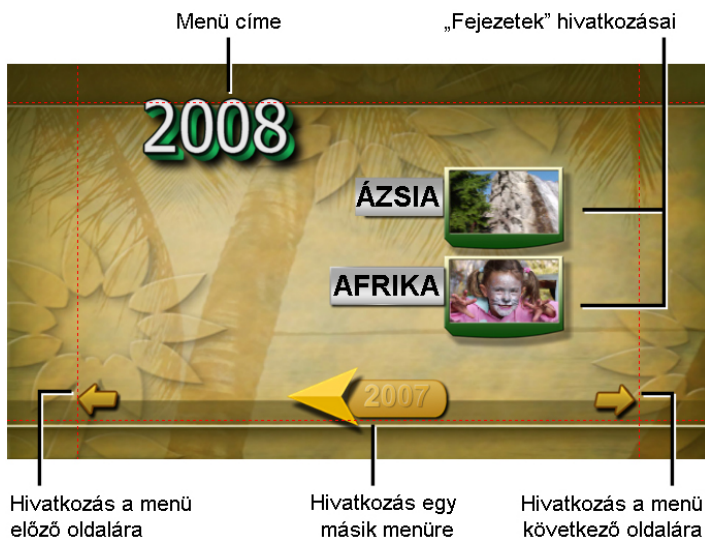 Menü címe
„Fejezetek” hivatkozásai
2008
ÁZSIA
AFRIKA
2007
Hivatkozás a menü
előző oldalára
Hivatkozás egy
másik menüre
Hivatkozás a menü
következő oldalára